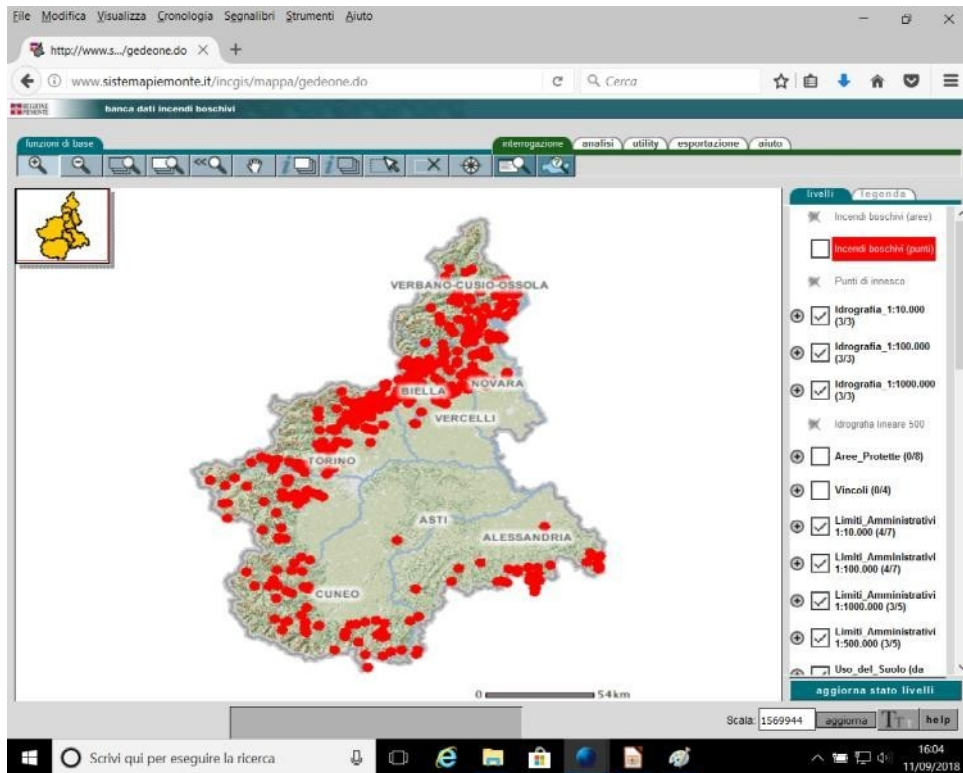 File Modifica Visualizza Cronologia Segnalibri Strumenti Aiuto
http://www.s.../gedeone.do
www.sistemapiemonte.it/incgis/mappa/gedeone.do
Cerca
REGIONE PIEMONTE
banca dati incendi boschivi
funzioni di base
interrogazione analisi utility esportazione aiuto
livelli legenda
Incendi boschivi (aree)
Incendi boschivi (punti)
Punti di innesco
Idrografia_1:10.000
(3/3)
Idrografia_1:100.000
(3/3)
Idrografia_1:1000.000
(3/3)
Idrografia lineare 500
Aree_Protette (0/8)
Vincoli (0/4)
Limiti_Amministrativi
1:10.000 (4/7)
Limiti_Amministrativi
1:100.000 (4/7)
Limiti_Amministrativi
1:1000.000 (3/5)
Limiti_Amministrativi
1:500.000 (3/5)
Uso_del_Suolo (da
VERBANO-CUSIO-OSSOLA
BIELLA
NOVARA
VERCELLI
TORINO
ASTI
ALESSANDRIA
CUNEO
0 54km
aggiorna stato livelli
Scala: 1569944 aggiorna TTT help
Scrivi qui per eseguire la ricerca
16:04
11/09/2018